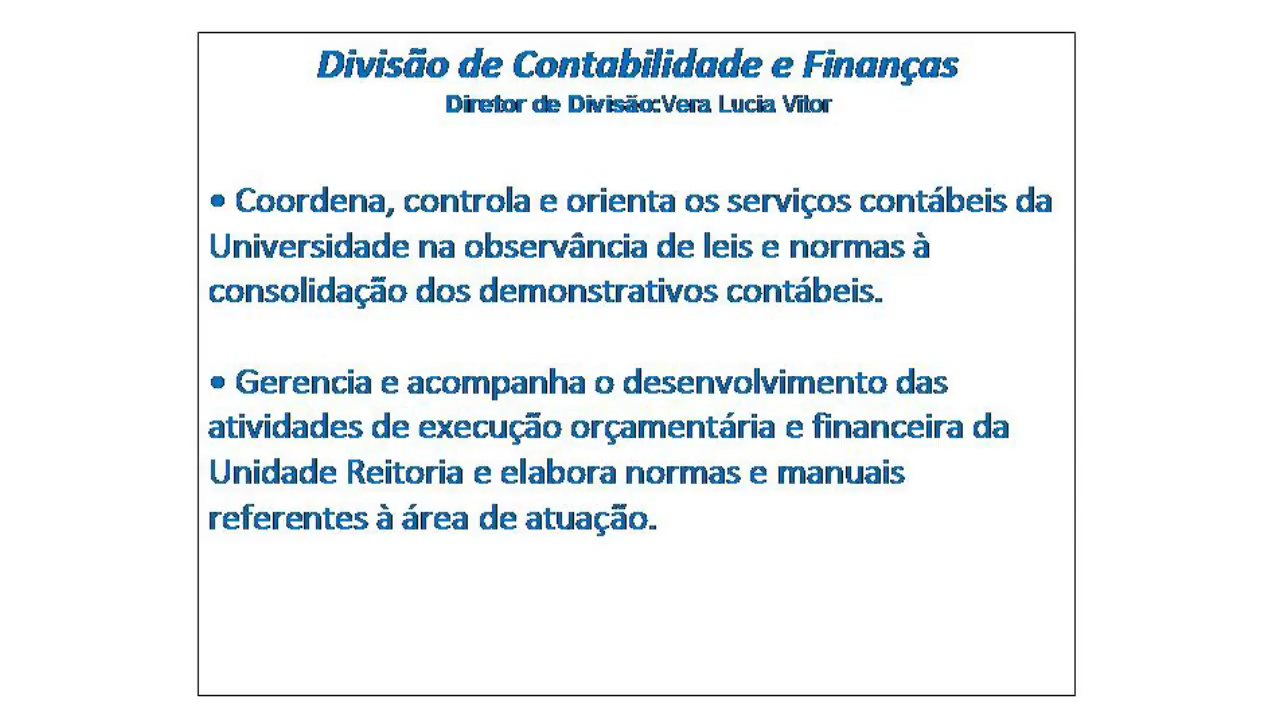 Divisão de Contabilidade e Finanças
Diretor de Divisão:Vera Lucia Vitor
• Coordena, controla e orienta os serviços contábeis da
Universidade na observância de leis e normas à
consolidação dos demonstrativos contábeis.
• Gerencia e acompanha o desenvolvimento das
atividades de execução orçamentária e financeira da
Unidade Reitoria e elabora normas e manuais
referentes à área de atuação.